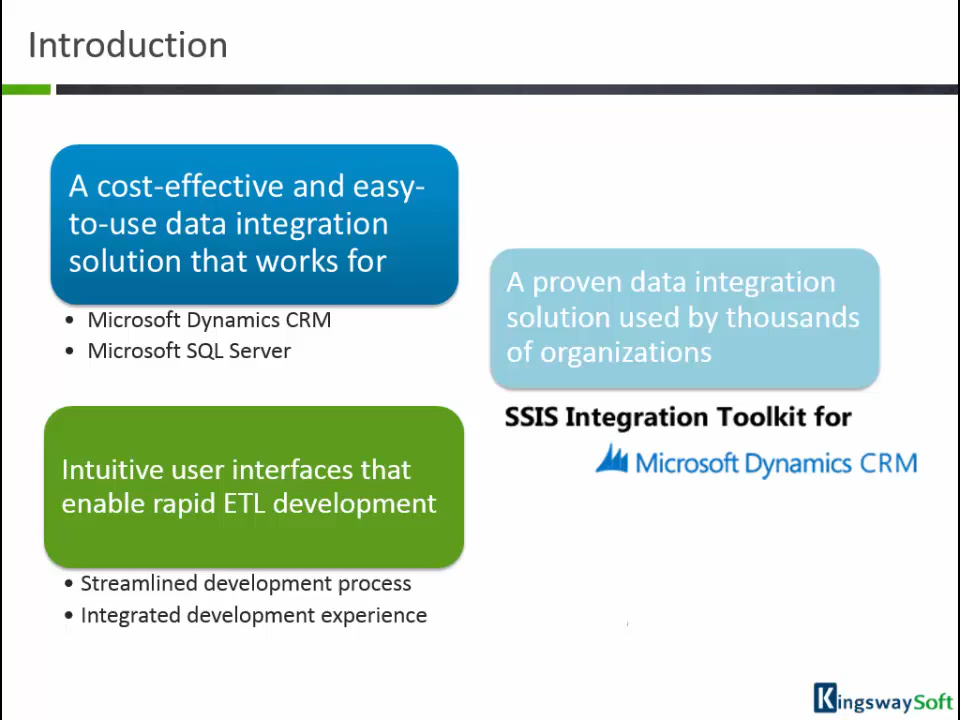 Introduction
A cost-effective and easy-
to-use data integration
solution that works for
• Microsoft Dynamics CRM
• Microsoft SQL Server
Intuitive user interfaces that
enable rapid ETL development
• Streamlined development process
• Integrated development experience
A proven data integration
solution used by thousands
of organizations
SSIS Integration Toolkit for
Microsoft Dynamics CRM
KingswaySoft